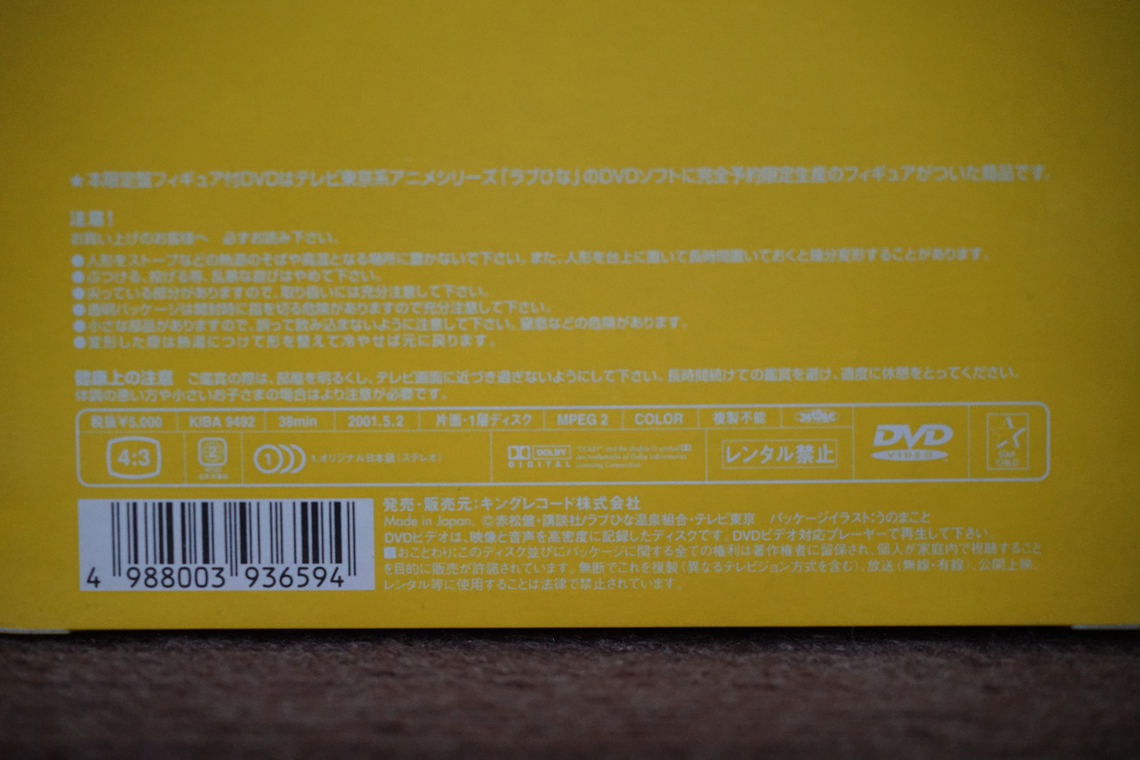 ★本限定盤フィギュア付DVDはテレビ東京系アニメシリーズ「ラブひな」のDVDソフトに完全予約限定生産のフィギュアがついた商品です。
注意！
お買い上げのお客様へ　必ずお読み下さい。
●人形をストーブなどの熱源のそばや高温となる場所に置かないで下さい。また、人形を台上に置いて長時間置いておくと幾分変形することがあります。
●ぶつける、投げる等、乱暴な遊びはやめて下さい。
●尖っている部分がありますので、取り扱いには充分注意して下さい。
●透明パッケージは開封時に指を切る危険がありますので充分注意して下さい。
●小さな部品がありますので、誤って飲み込まないように注意して下さい。窒息などの危険があります。
●変形した際は熱湯につけて形を整えて冷やせば元に戻ります。
健康上の注意　ご鑑賞の際は、部屋を明るくし、テレビ画面に近づき過ぎないようにして下さい。長時間続けての鑑賞を避け、適度に休憩をとってください。
体調の悪い方や小さいお子さまの場合はより注意が必要です。
税抜¥5,000 KIBA 9492 38min 2001.5.2 片面・1層ディスク MPEG 2 COLOR 複製不能
4:3 2 1 1.オリジナル日本語（ステレオ） DOLBY DIGITAL レンタル禁止 DVD VIDEO STAR CHILD
"DOLBY" and the double-D symbol are trademarks of Dolby Laboratories Licensing Corporation.
発売・販売元：キングレコード株式会社
Made in Japan. ©赤松健・講談社/ラブひな温泉組合・テレビ東京　パッケージイラスト：うのまこと
DVDビデオは、映像と音声を高密度に記録したディスクです。DVDビデオ対応プレーヤーで再生して下さい。
■おことわり：このディスク並びにパッケージに関する全ての権利は著作権者に留保され、個人が家庭内で視聴すること
を目的に販売が許諾されています。無断でこれを複製（異なるテレビジョン方式を含む）、放送（無線・有線）、公開上映、
レンタル等に使用することは法律で禁止されています。
4 988003 936594